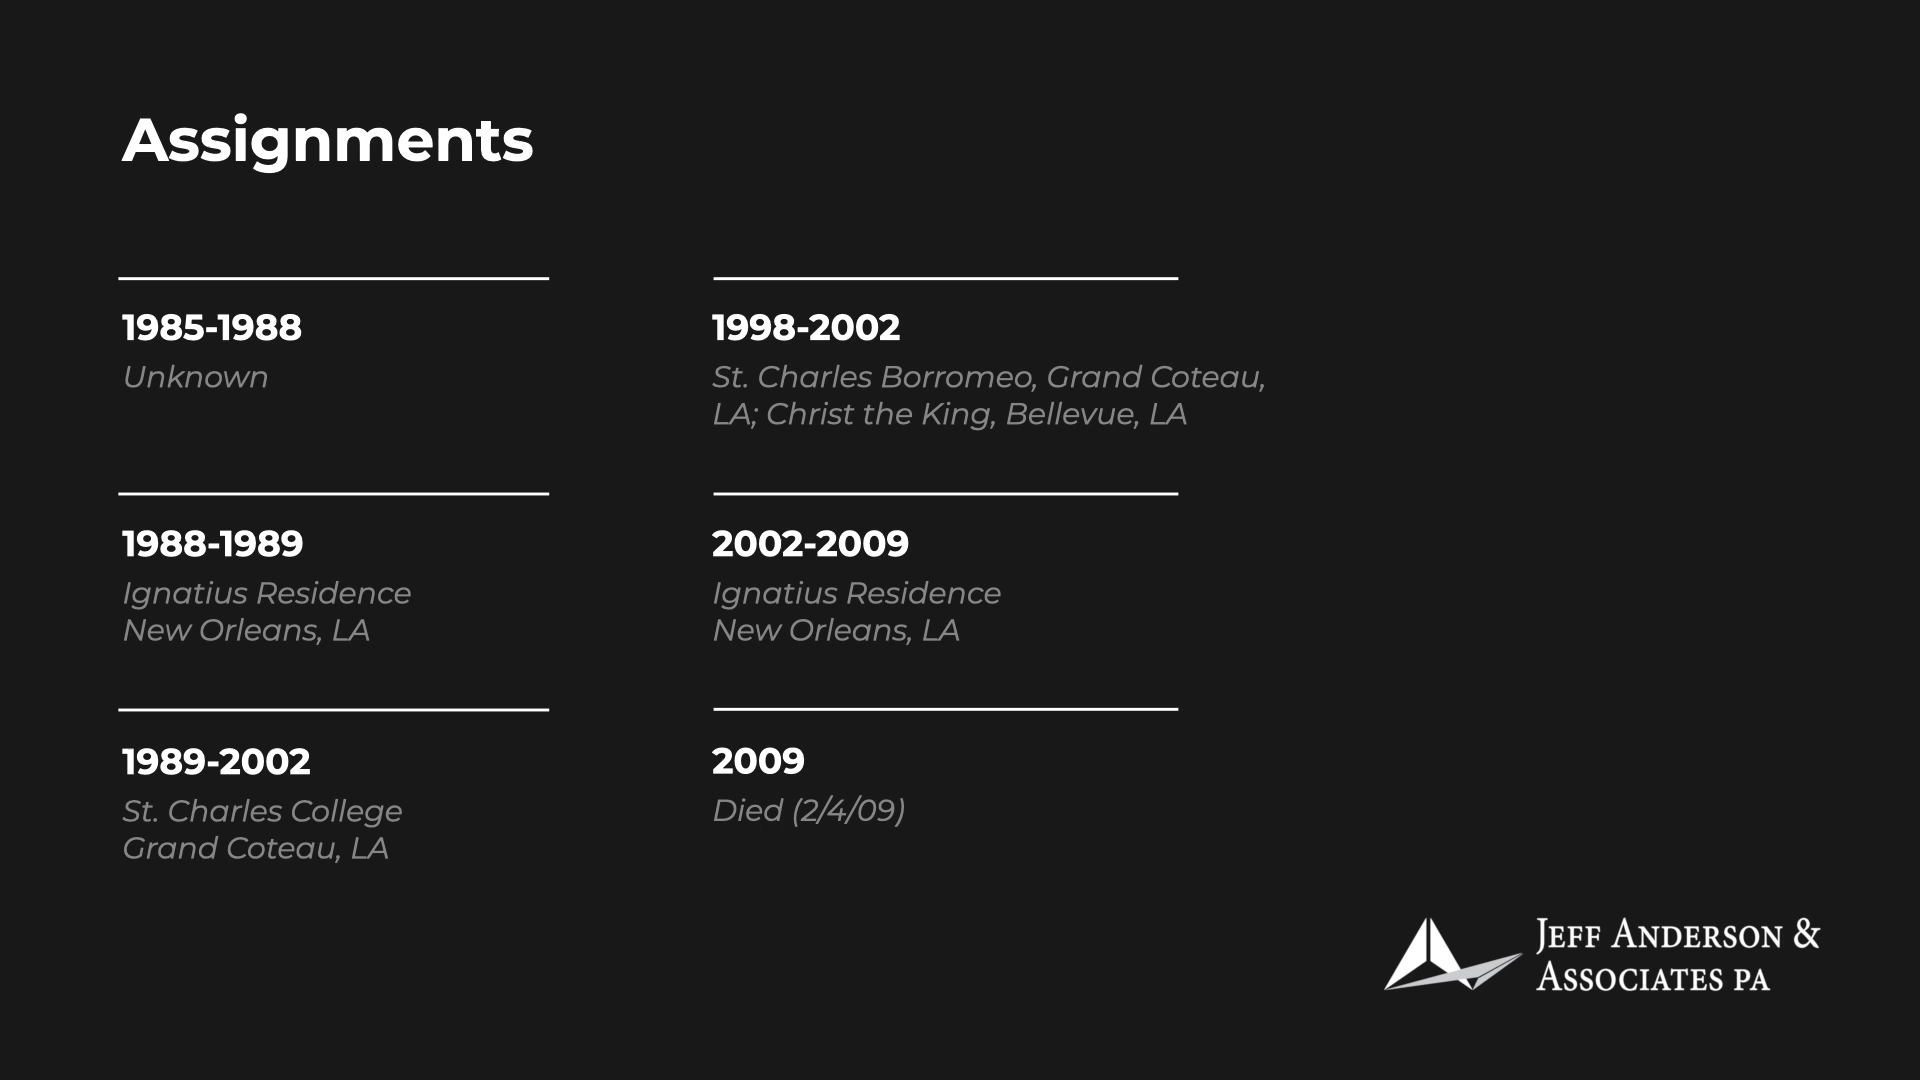 Assignments
1985-1988
Unknown
1988-1989
Ignatius Residence
New Orleans, LA
1989-2002
St. Charles College
Grand Coteau, LA
1998-2002
St. Charles Borromeo, Grand Coteau,
LA; Christ the King, Bellevue, LA
2002-2009
Ignatius Residence
New Orleans, LA
2009
Died (2/4/09)
JEFF ANDERSON &
ASSOCIATES PA